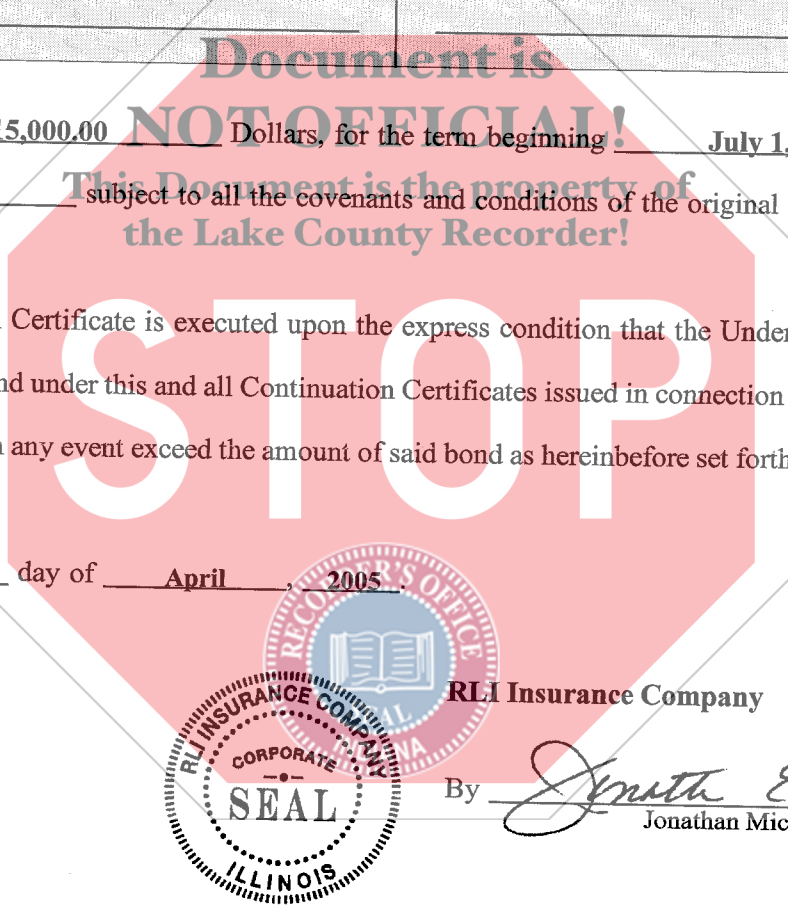 Document is
NOT OFFICIAL!
5,000.00 Dollars, for the term beginning July 1,
This Document is the property of
subject to all the covenants and conditions of the original
the Lake County Recorder!
Certificate is executed upon the express condition that the Under
nd under this and all Continuation Certificates issued in connection
any event exceed the amount of said bond as hereinbefore set forth
STOP
day of April , 2005 .
RECORDER'S OFFICE
SEAL
INDIANA
RLI Insurance Company
RLI INSURANCE COMPANY
CORPORATE
SEAL
ILLINOIS
By
Jonathan Mic